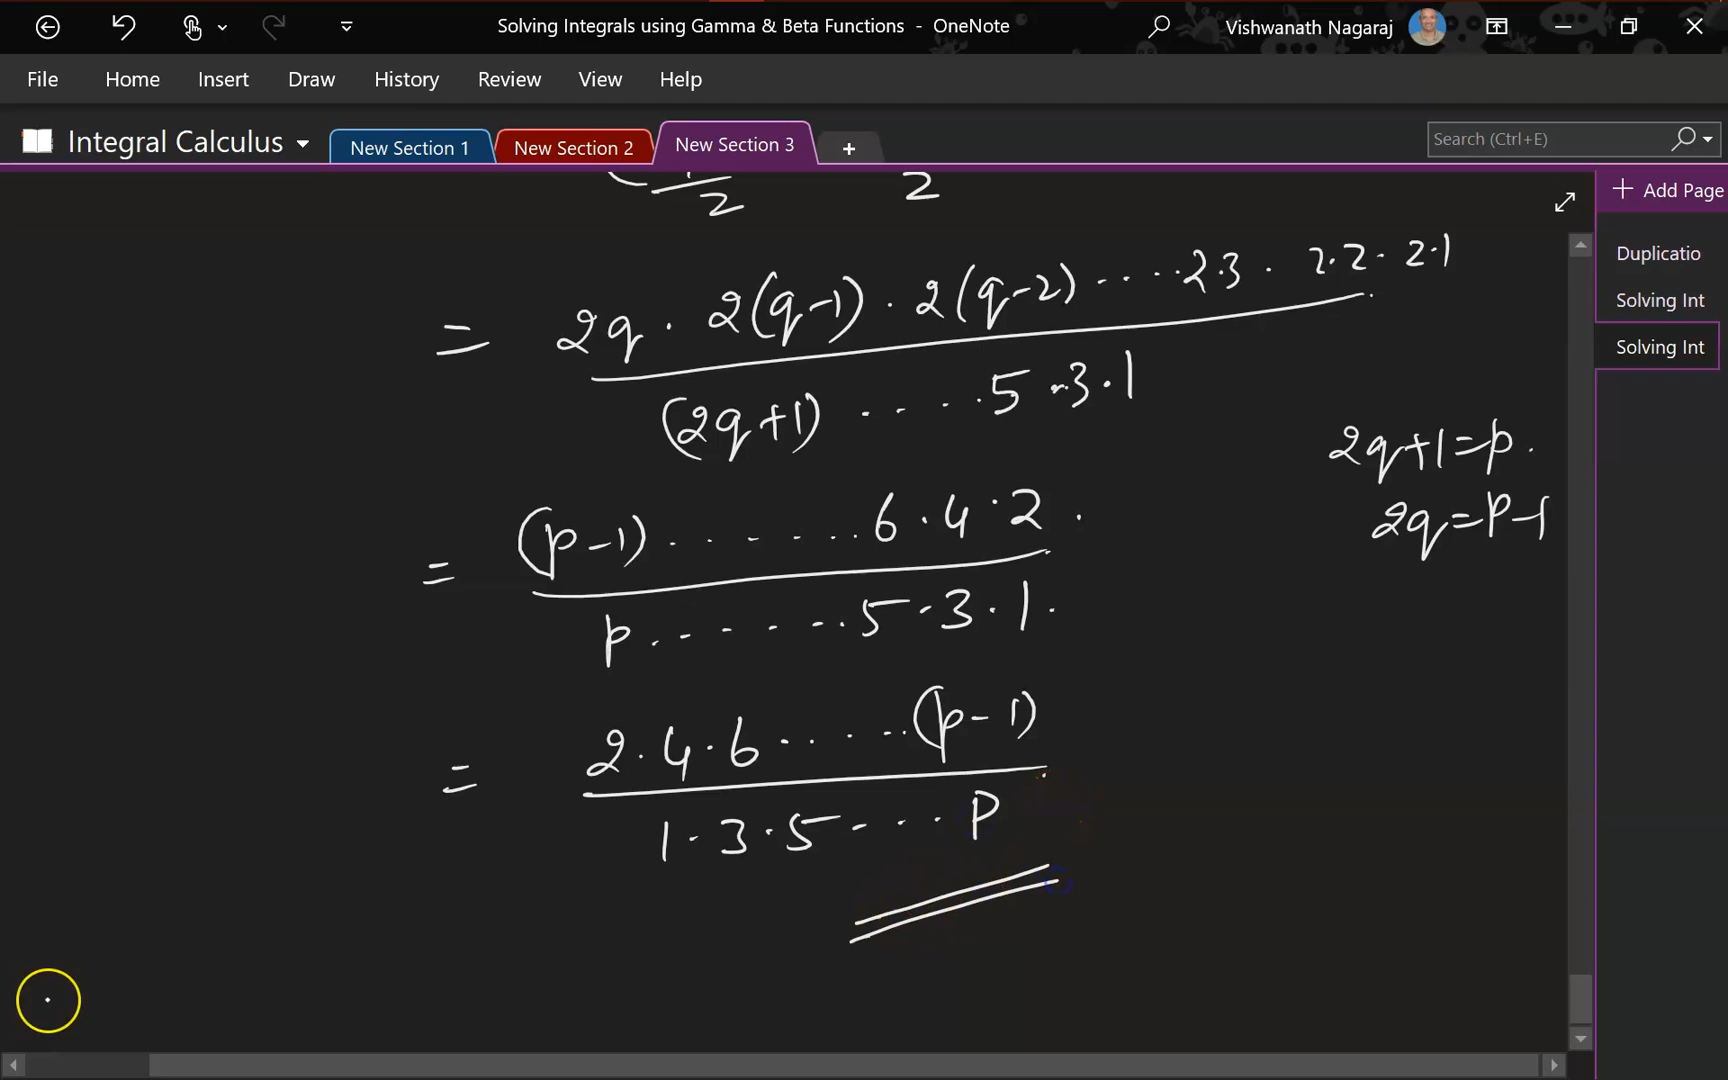 Solving Integrals using Gamma & Beta Functions - OneNote
Vishwanath Nagaraj
File Home Insert Draw History Review View Help
Integral Calculus New Section 1 New Section 2 New Section 3 +
Search (Ctrl+E)
Add Page
Duplicatio
Solving Int
Solving Int
2 2
= 2q · 2(q-1) · 2(q-2) ····· 2·3 · 2·2 · 2·1
(2q+1) ····· 5·3·1
2q+1=p.
2q=p-1
= (p-1) ······· 6·4·2.
p ······· 5·3·1.
= 2·4·6 ····· (p-1)
1·3·5 ···· p